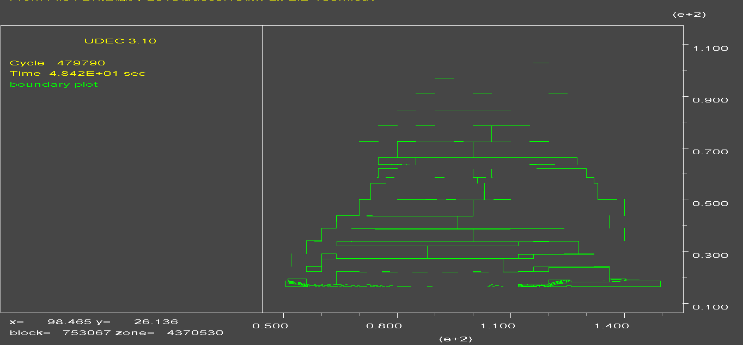 (e+2)
UDEC 3.10
Cycle 479790
Time 4.842E+01 sec
boundary plot
1.100
0.900
0.700
0.500
0.300
0.100
x= 98.465 y= 26.136
block= 753067 zone= 4370530
0.500 0.800 1.100 1.400
(e+2)